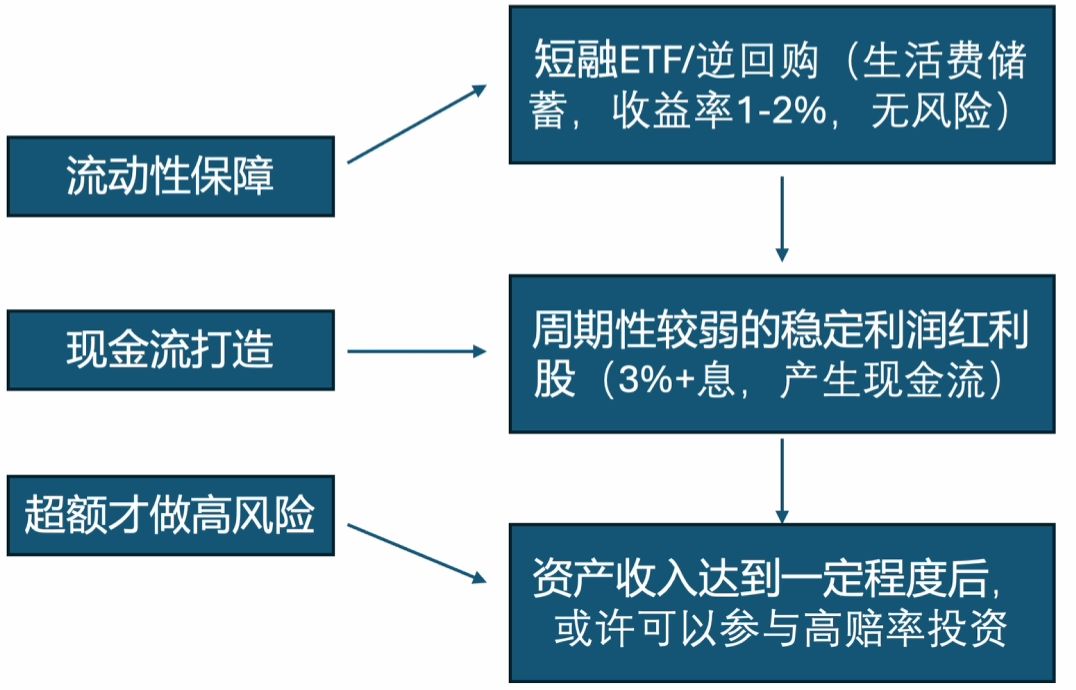 流动性保障
短融ETF/逆回购（生活费储
蓄，收益率1-2%，无风险）
现金流打造
周期性较弱的稳定利润红利
股（3%+息，产生现金流）
超额才做高风险
资产收入达到一定程度后，
或许可以参与高赔率投资